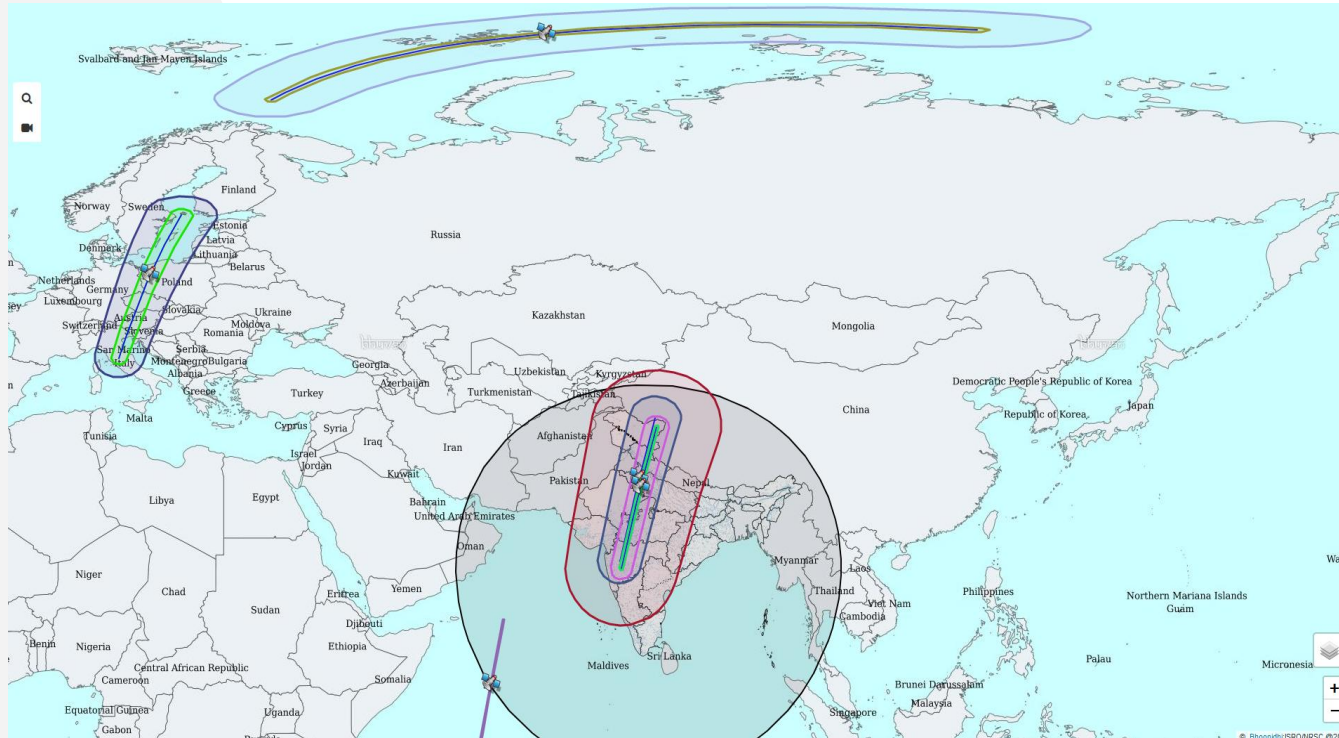 Svalbard and Jan Mayen Islands
Finland
Norway
Sweden
Estonia
Latvia
Lithuania
Denmark
Belarus
Russia
Netherlands
Germany
Poland
Luxembourg
Slovakia
Ukraine
Austria
Switzerland
Slovenia
Moldova
Romania
Kazakhstan
Mongolia
San Marino
Serbia
Italy
Montenegro
Bulgaria
Albania
Georgia
Uzbekistan
Kyrgyzstan
Greece
Turkey
Azerbaijan
Turkmenistan
Tajikistan
Democratic People's Republic of Korea
Republic of Korea
Japan
China
Malta
Tunisia
Cyprus
Syria
Iraq
Iran
Afghanistan
Israel
Jordan
Kuwait
Pakistan
Nepal
Libya
Egypt
Bahrain
United Arab Emirates
Oman
Myanmar
Laos
Niger
Chad
Sudan
Eritrea
Yemen
Thailand
Viet Nam
Cambodia
Philippines
Northern Mariana Islands
Guam
Djibouti
Benin
Nigeria
Ethiopia
Central African Republic
Cameroon
Somalia
Maldives
Sri Lanka
Palau
Micronesia
Brunei Darussalam
Malaysia
Singapore
Equatorial Guinea
Gabon
Uganda
+
−